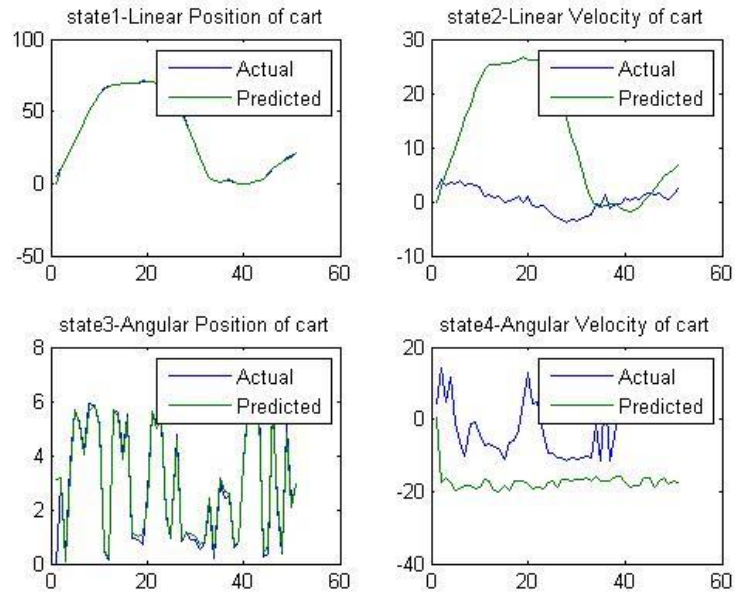 state1-Linear Position of cart
100
50
0
-50
0
20
40
60
Actual
Predicted
state2-Linear Velocity of cart
30
20
10
0
-10
0
20
40
60
Actual
Predicted
state3-Angular Position of cart
8
6
4
2
0
0
20
40
60
Actual
Predicted
state4-Angular Velocity of cart
20
0
-20
-40
0
20
40
60
Actual
Predicted